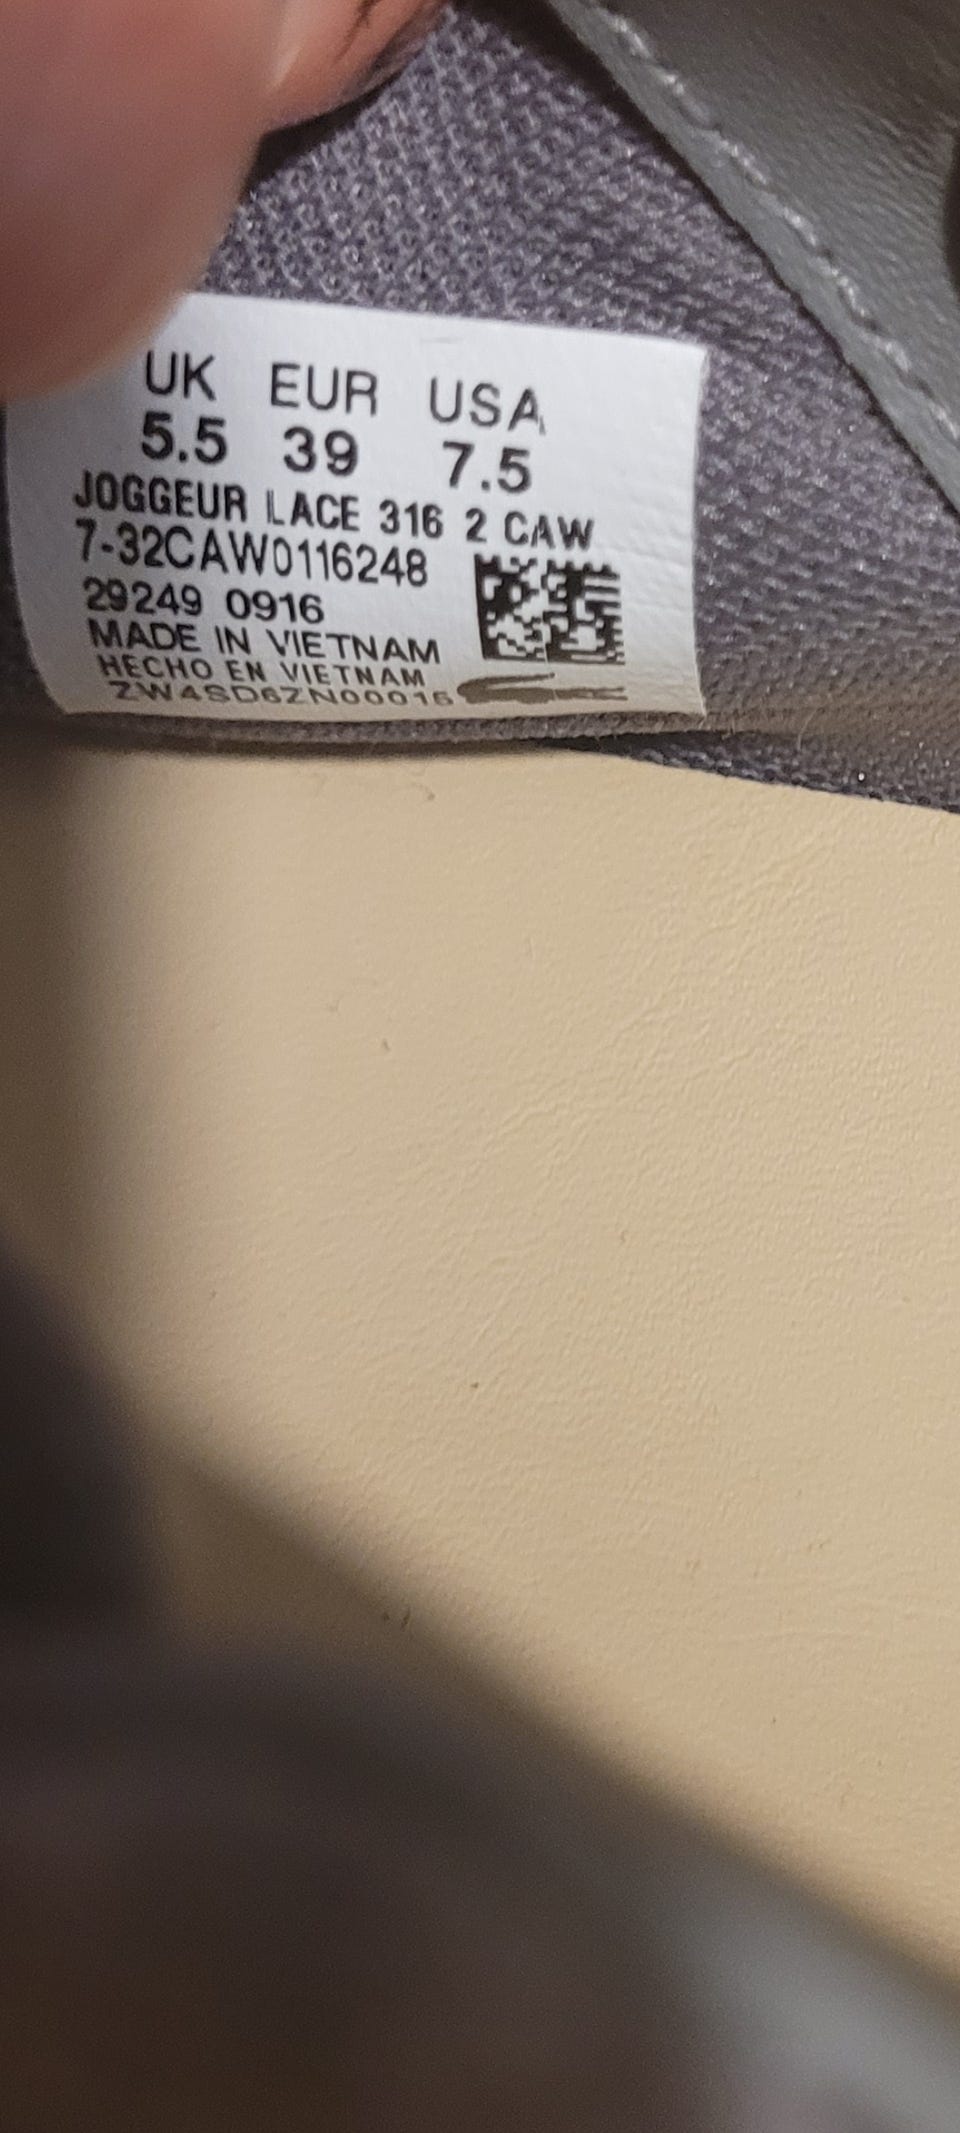 UK EUR USA
5.5 39 7.5
JOGGEUR LACE 316 2 CAW
7-32CAW0116248
29249 0916
MADE IN VIETNAM
HECHO EN VIETNAM
ZW4SD6ZN00016